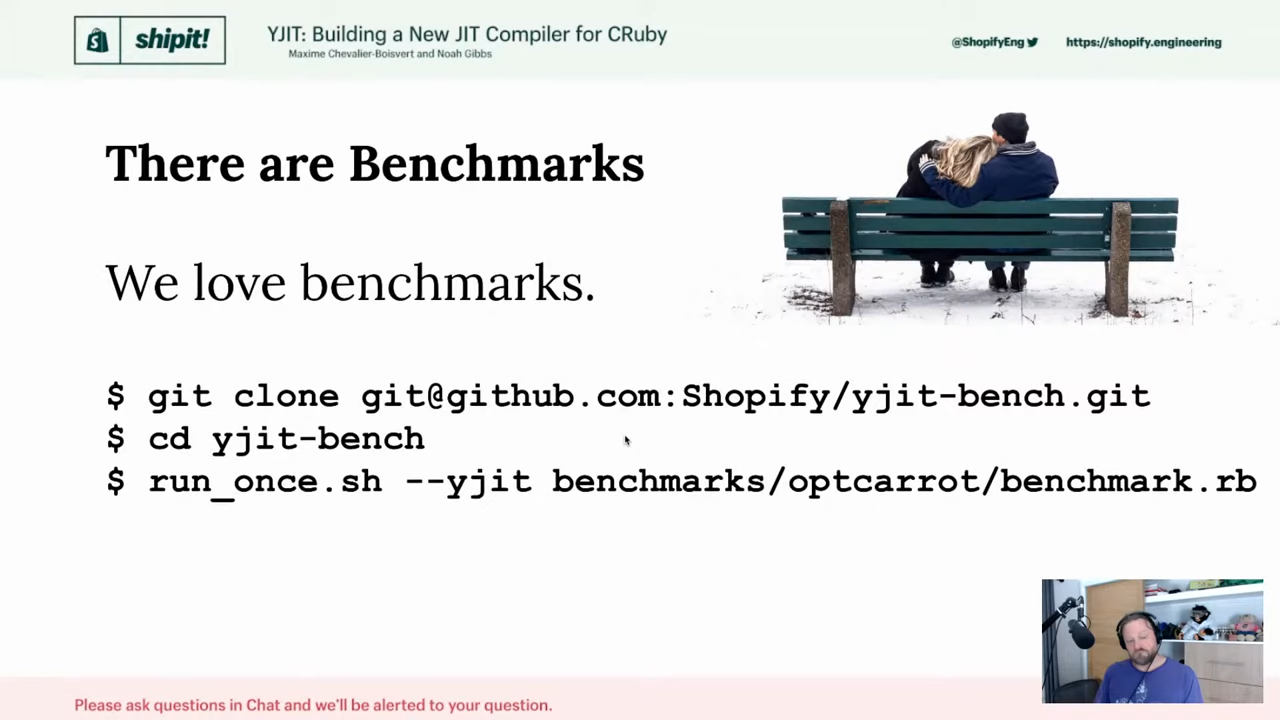 shipit!
YJIT: Building a New JIT Compiler for CRuby
Maxime Chevalier-Boisvert and Noah Gibbs
@ShopifyEng
https://shopify.engineering
There are Benchmarks
We love benchmarks.
$ git clone git@github.com:Shopify/yjit-bench.git
$ cd yjit-bench
$ run_once.sh --yjit benchmarks/optcarrot/benchmark.rb
Please ask questions in Chat and we'll be alerted to your question.